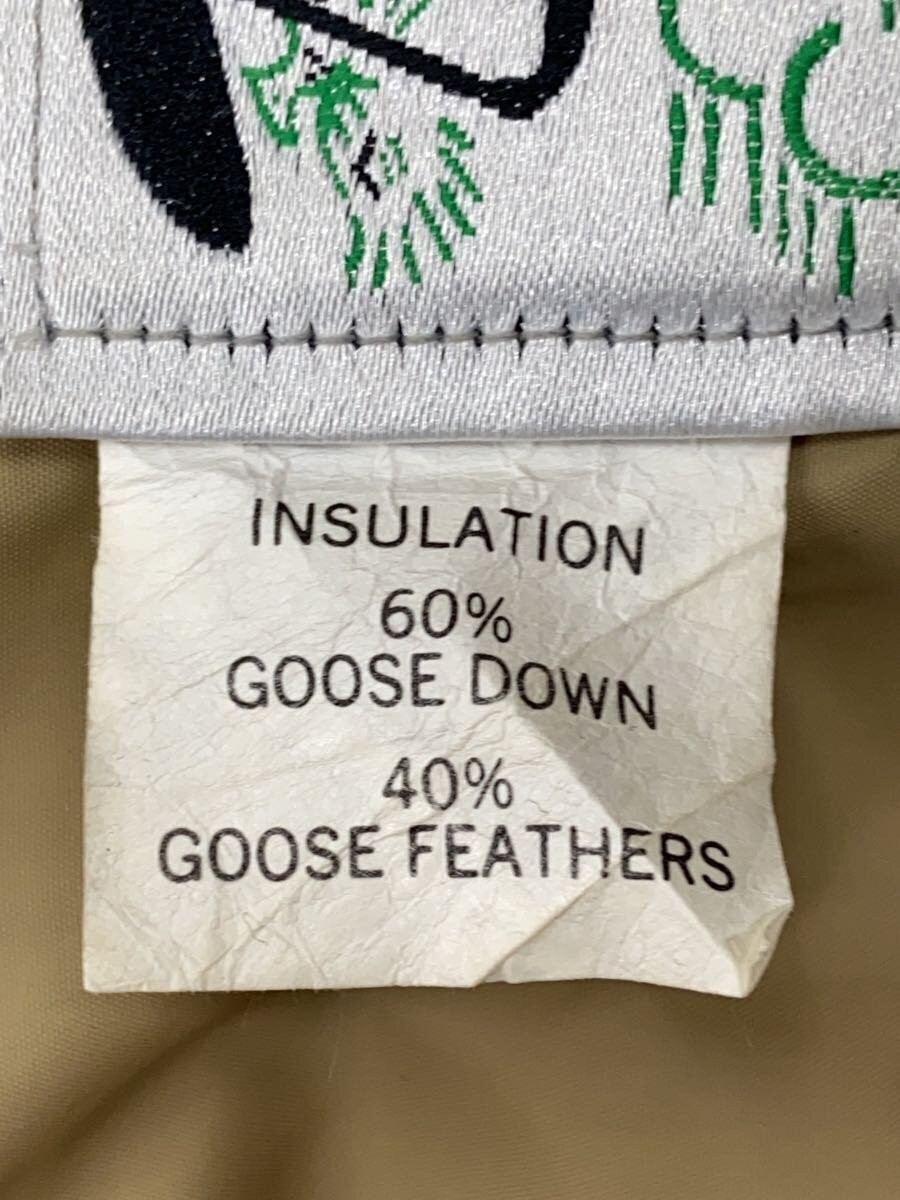 INSULATION
60%
GOOSE DOWN
40%
GOOSE FEATHERS